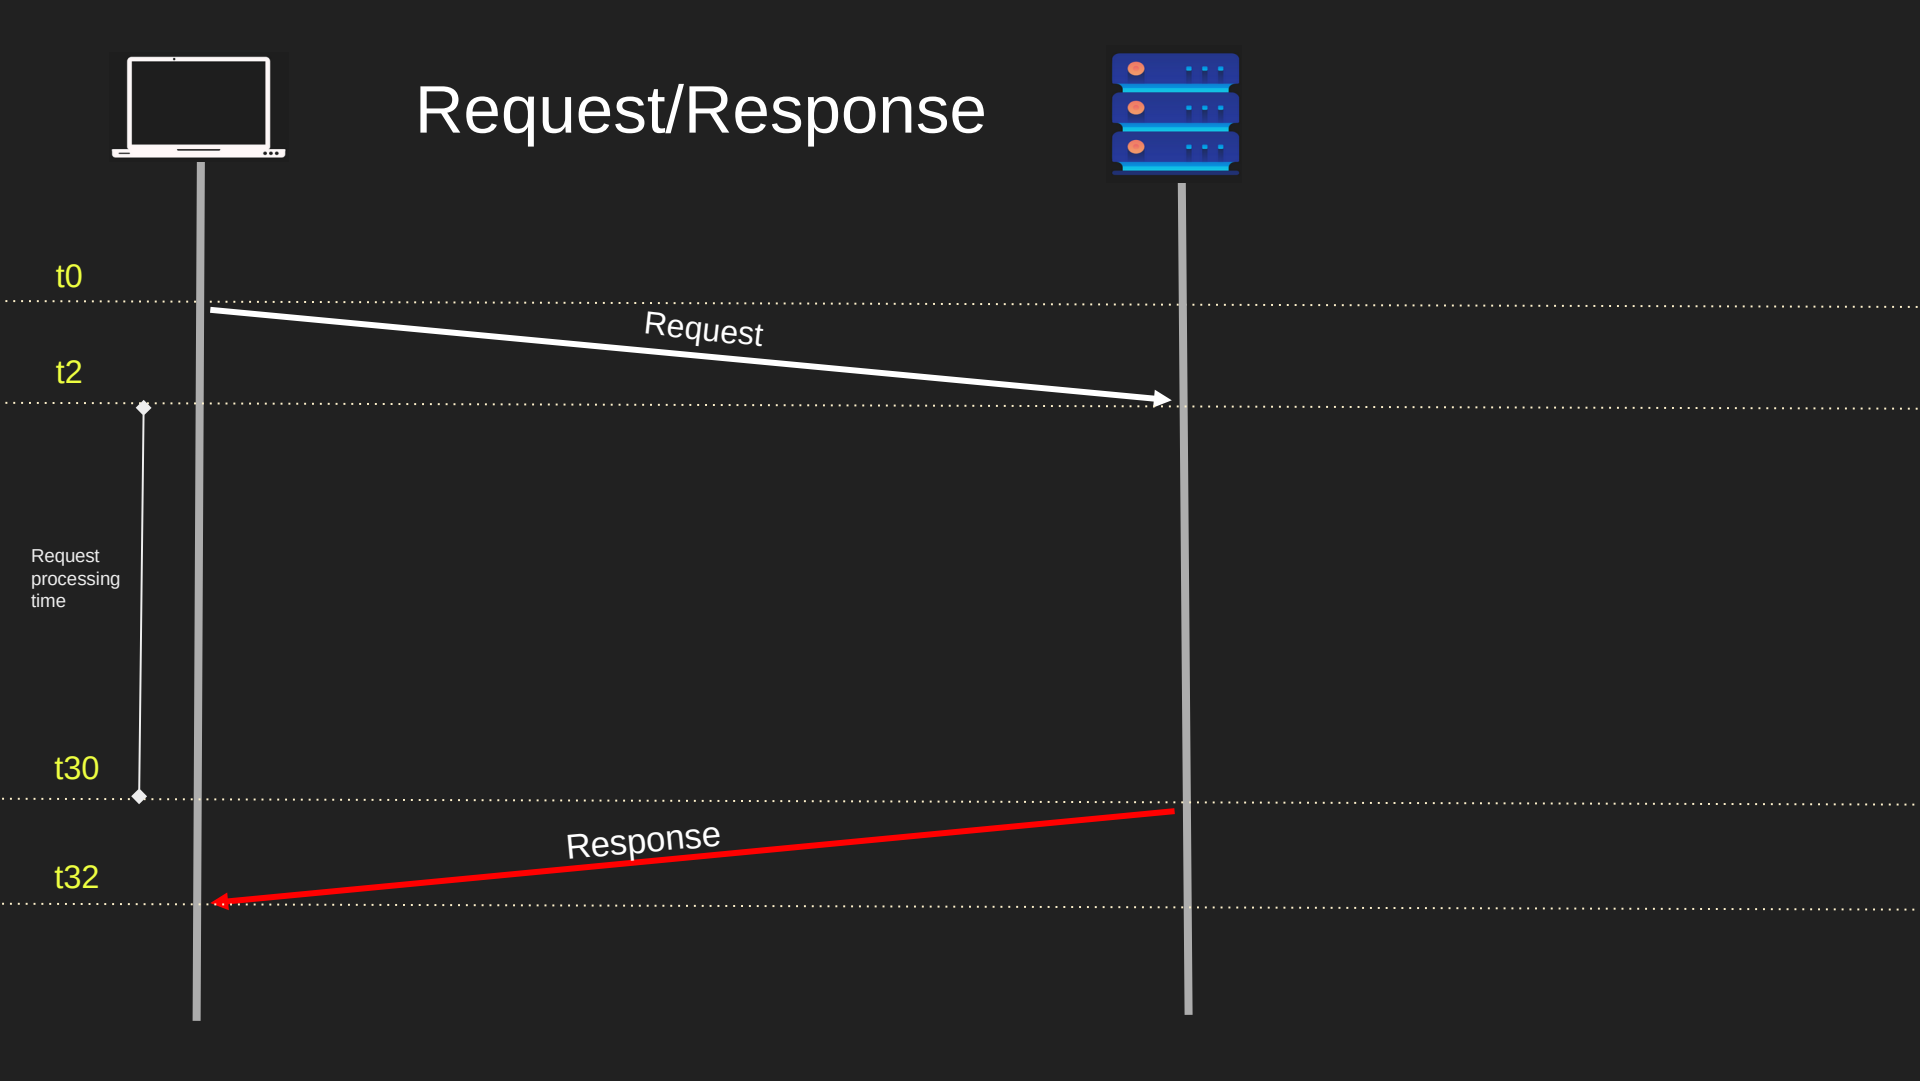 Request/Response
t0
Request
t2
Request
processing
time
t30
Response
t32